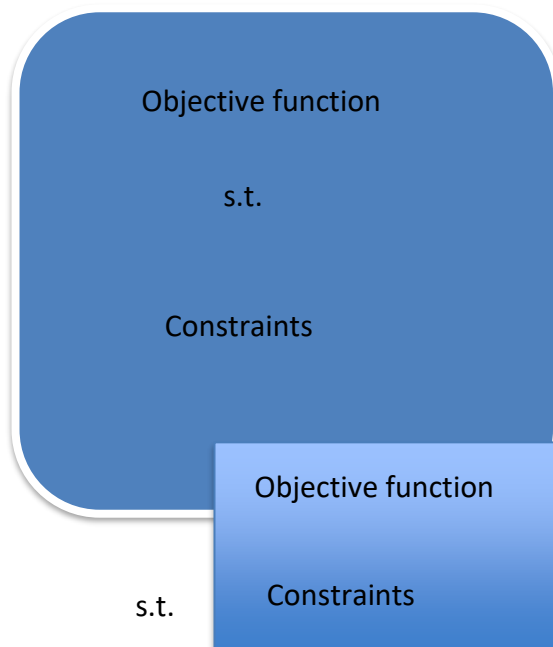 Objective function
s.t.
Constraints
Objective function
s.t.
Constraints